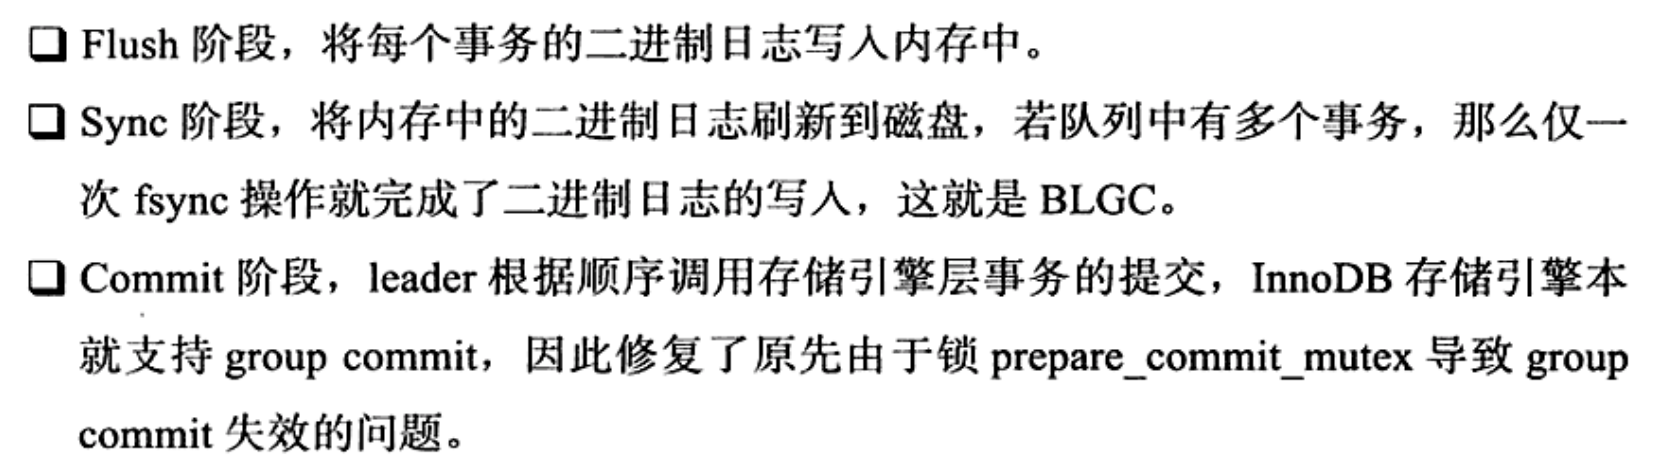 ❑ Flush 阶段，将每个事务的二进制日志写入内存中。
❑ Sync 阶段，将内存中的二进制日志刷新到磁盘，若队列中有多个事务，那么仅一
次 fsync 操作就完成了二进制日志的写入，这就是 BLGC。
❑ Commit 阶段，leader 根据顺序调用存储引擎层事务的提交，InnoDB 存储引擎本
就支持 group commit，因此修复了原先由于锁 prepare_commit_mutex 导致 group
commit 失效的问题。